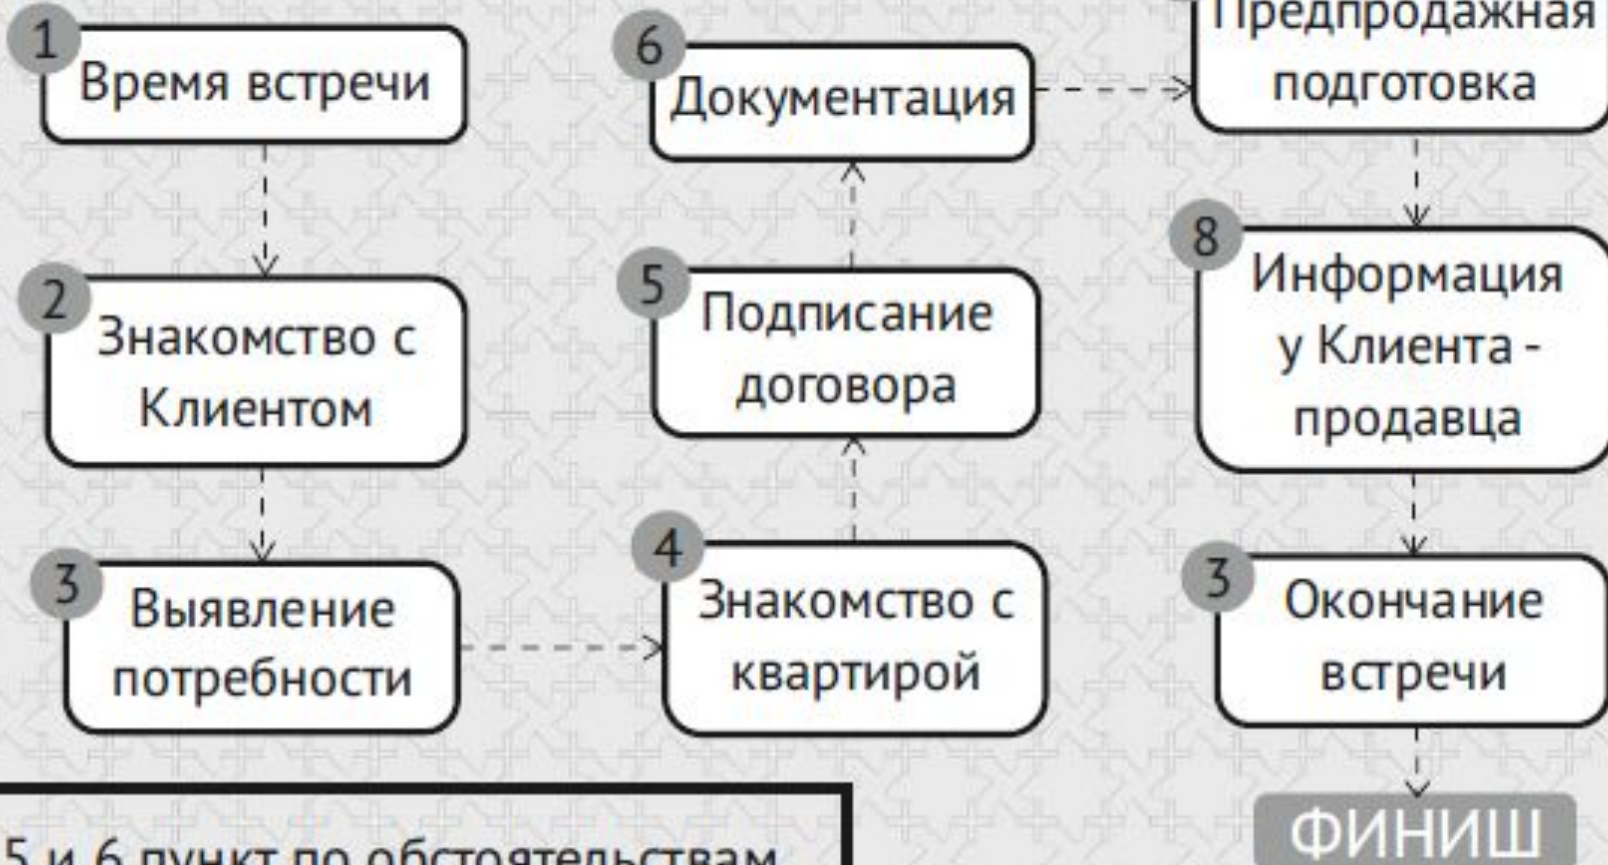 1
Время встречи
2
Знакомство с
Клиентом
3
Выявление
потребности
4
Знакомство с
квартирой
5
Подписание
договора
6
Документация
Предпродажная
подготовка
8
Информация
у Клиента -
продавца
3
Окончание
встречи
ФИНИШ
5 и 6 пункт по обстоятельствам